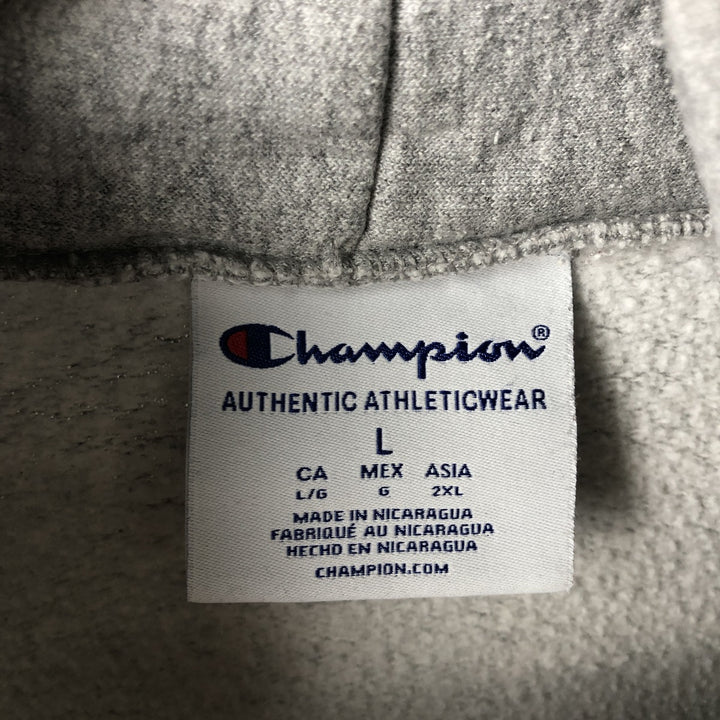 Champion®
AUTHENTIC ATHLETICWEAR
L
CA MEX ASIA
L/G G 2XL
MADE IN NICARAGUA
FABRIQUÉ AU NICARAGUA
HECHO EN NICARAGUA
CHAMPION.COM